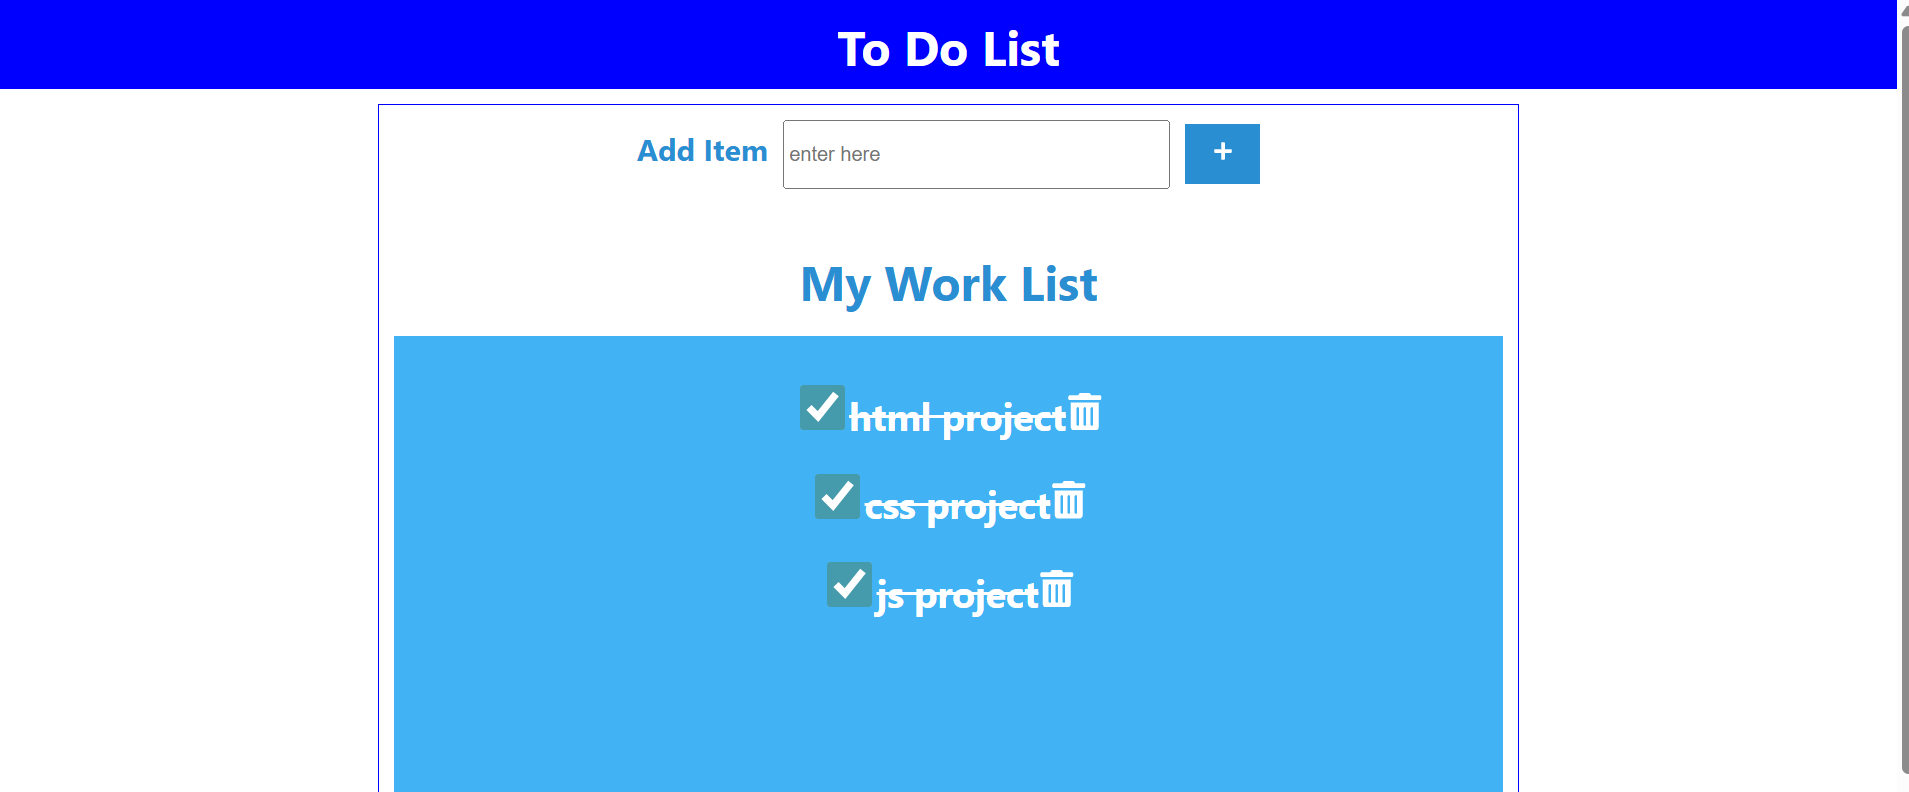 To Do List
Add Item enter here +
My Work List
html project
css project
js project